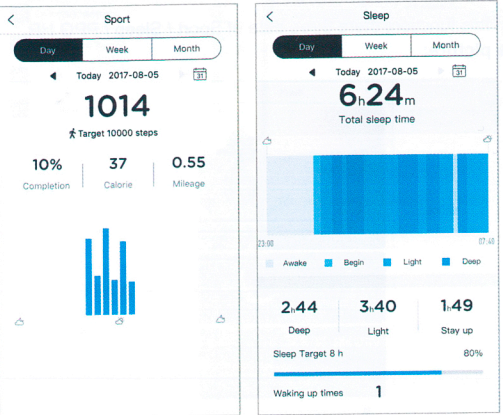 Sport
Day Week Month
Today 2017-08-05 31
1014
Target 10000 steps
10% 37 0.55
Completion Calorie Mileage
Sleep
Day Week Month
Today 2017-08-05 31
6h24m
Total sleep time
23:00 07:40
Awake Begin Light Deep
2h44 3h40 1h49
Deep Light Stay up
Sleep Target 8 h 80%
Waking up times 1